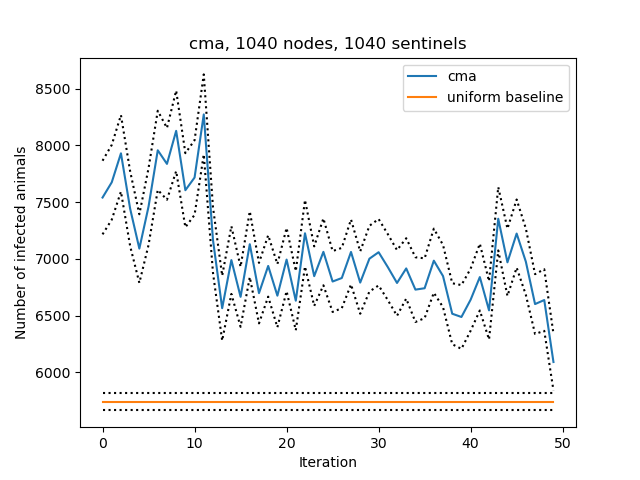 cma, 1040 nodes, 1040 sentinels
cma
uniform baseline
Number of infected animals
8500
8000
7500
7000
6500
6000
0 10 20 30 40 50
Iteration